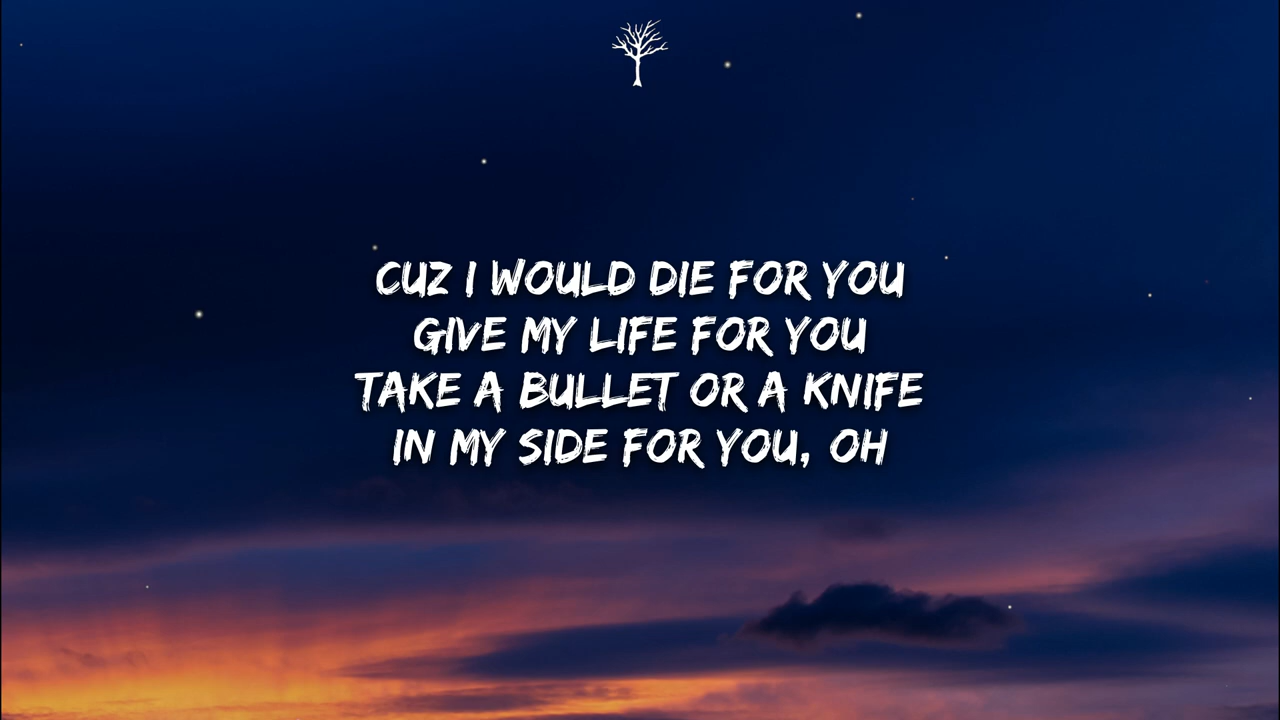 CUZ I WOULD DIE FOR YOU
GIVE MY LIFE FOR YOU
TAKE A BULLET OR A KNIFE
IN MY SIDE FOR YOU, OH